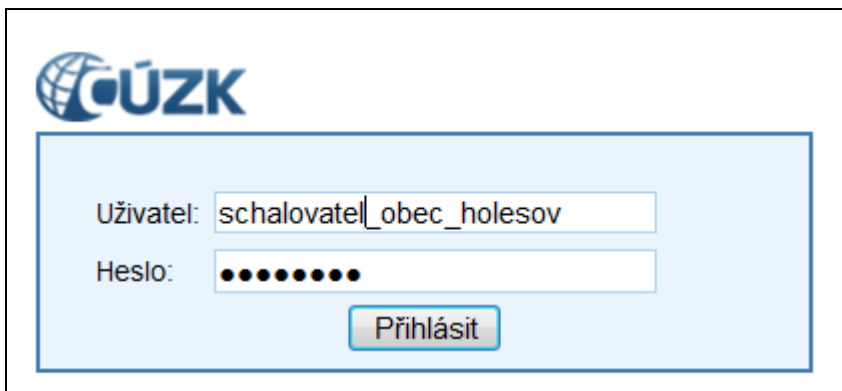 ČÚZK
Uživatel: schalovatel_obec_holesov
Heslo: ●●●●●●●●
Přihlásit